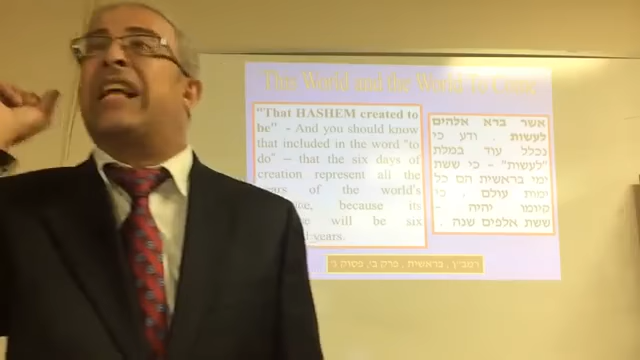 This World and the World To Come
"That HASHEM created to
be" - And you should know
that included in the word "to
do" – that the six days of
creation represent all the
of the world's
because its
will be six
years.
אשר ברא אלהים
לעשות . ודע כי
נכלל עוד במלת
"לעשות" – כי ששת
ימי בראשית הם כל
ימות עולם , כי
קיומו יהיה -
ששת אלפים שנה .
רמב"ן , בראשית , פרק ב', פסוק ג'